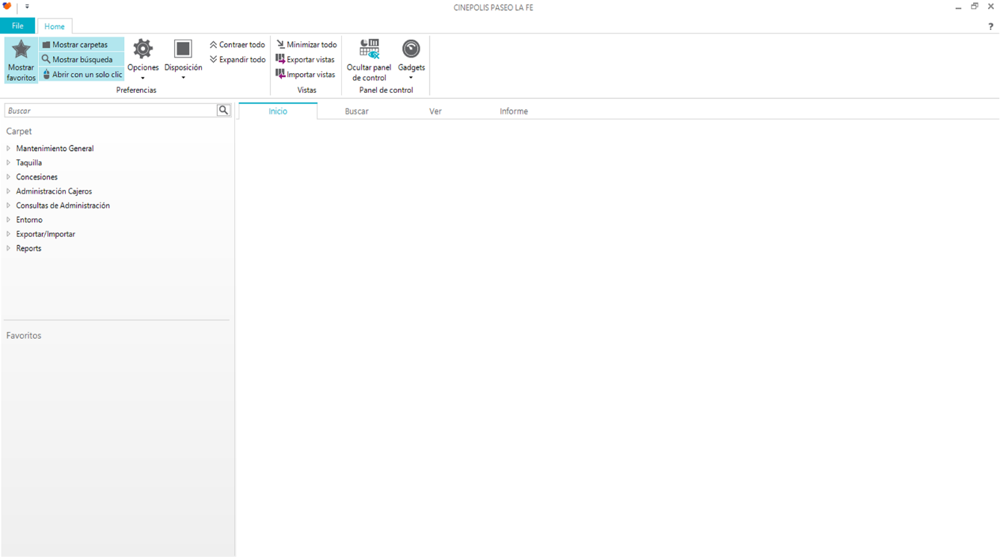 CINEPOLIS PASEO LA FE
File
Home
?
Mostrar favoritos
Mostrar carpetas
Mostrar búsqueda
Abrir con un solo clic
Opciones
Disposición
Contraer todo
Expandir todo
Preferencias
Minimizar todo
Exportar vistas
Importar vistas
Vistas
Ocultar panel de control
Gadgets
Panel de control
Buscar
Carpet
Mantenimiento General
Taquilla
Concesiones
Administración Cajeros
Consultas de Administración
Entorno
Exportar/Importar
Reports
Favoritos
Inicio
Buscar
Ver
Informe